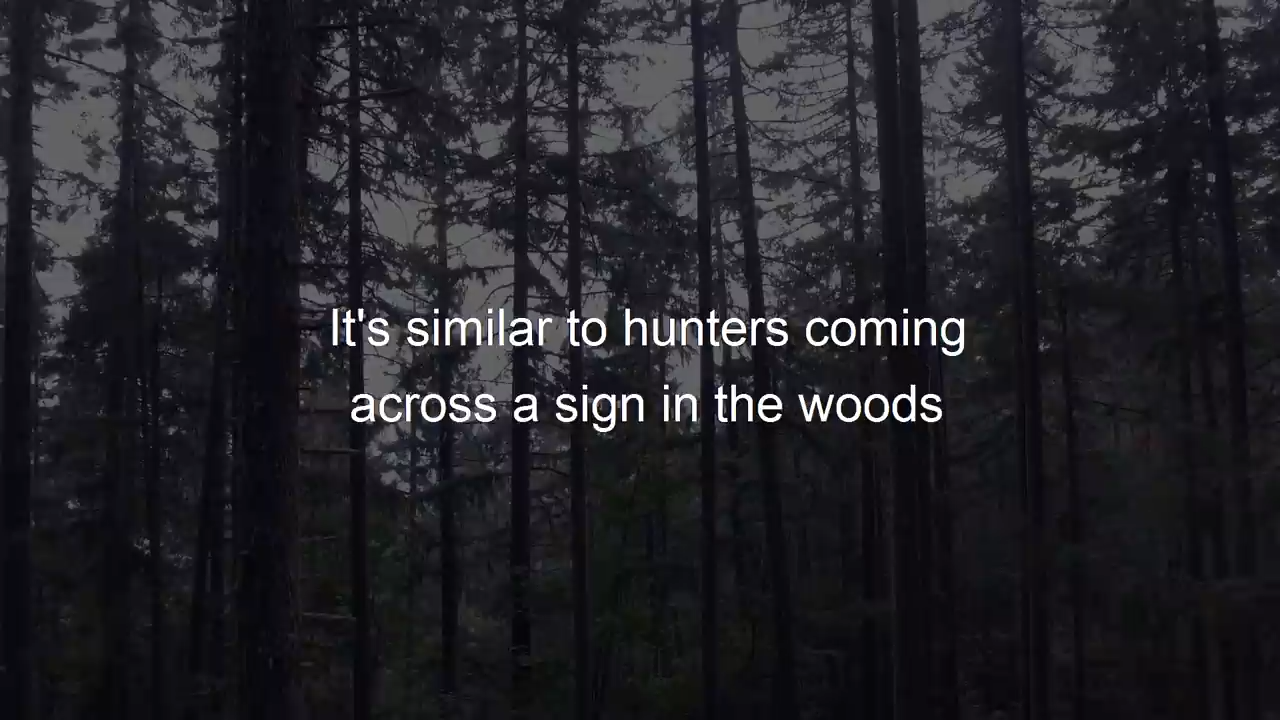 It's similar to hunters coming
across a sign in the woods